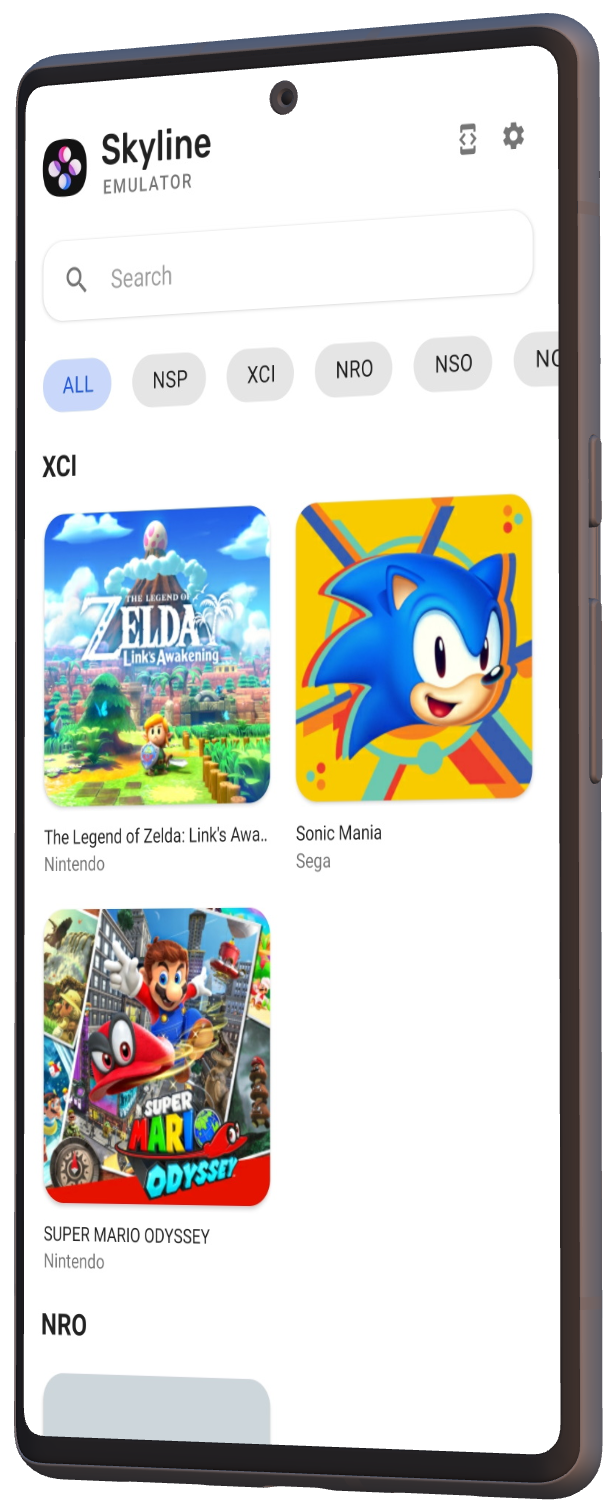 Skyline
EMULATOR
Search
ALL
NSP
XCI
NRO
NSO
XCI
THE LEGEND OF
ZELDA
Link's Awakening
The Legend of Zelda: Link's Awa..
Nintendo
Sonic Mania
Sega
SUPER
MARIO
ODYSSEY
SUPER MARIO ODYSSEY
Nintendo
NRO